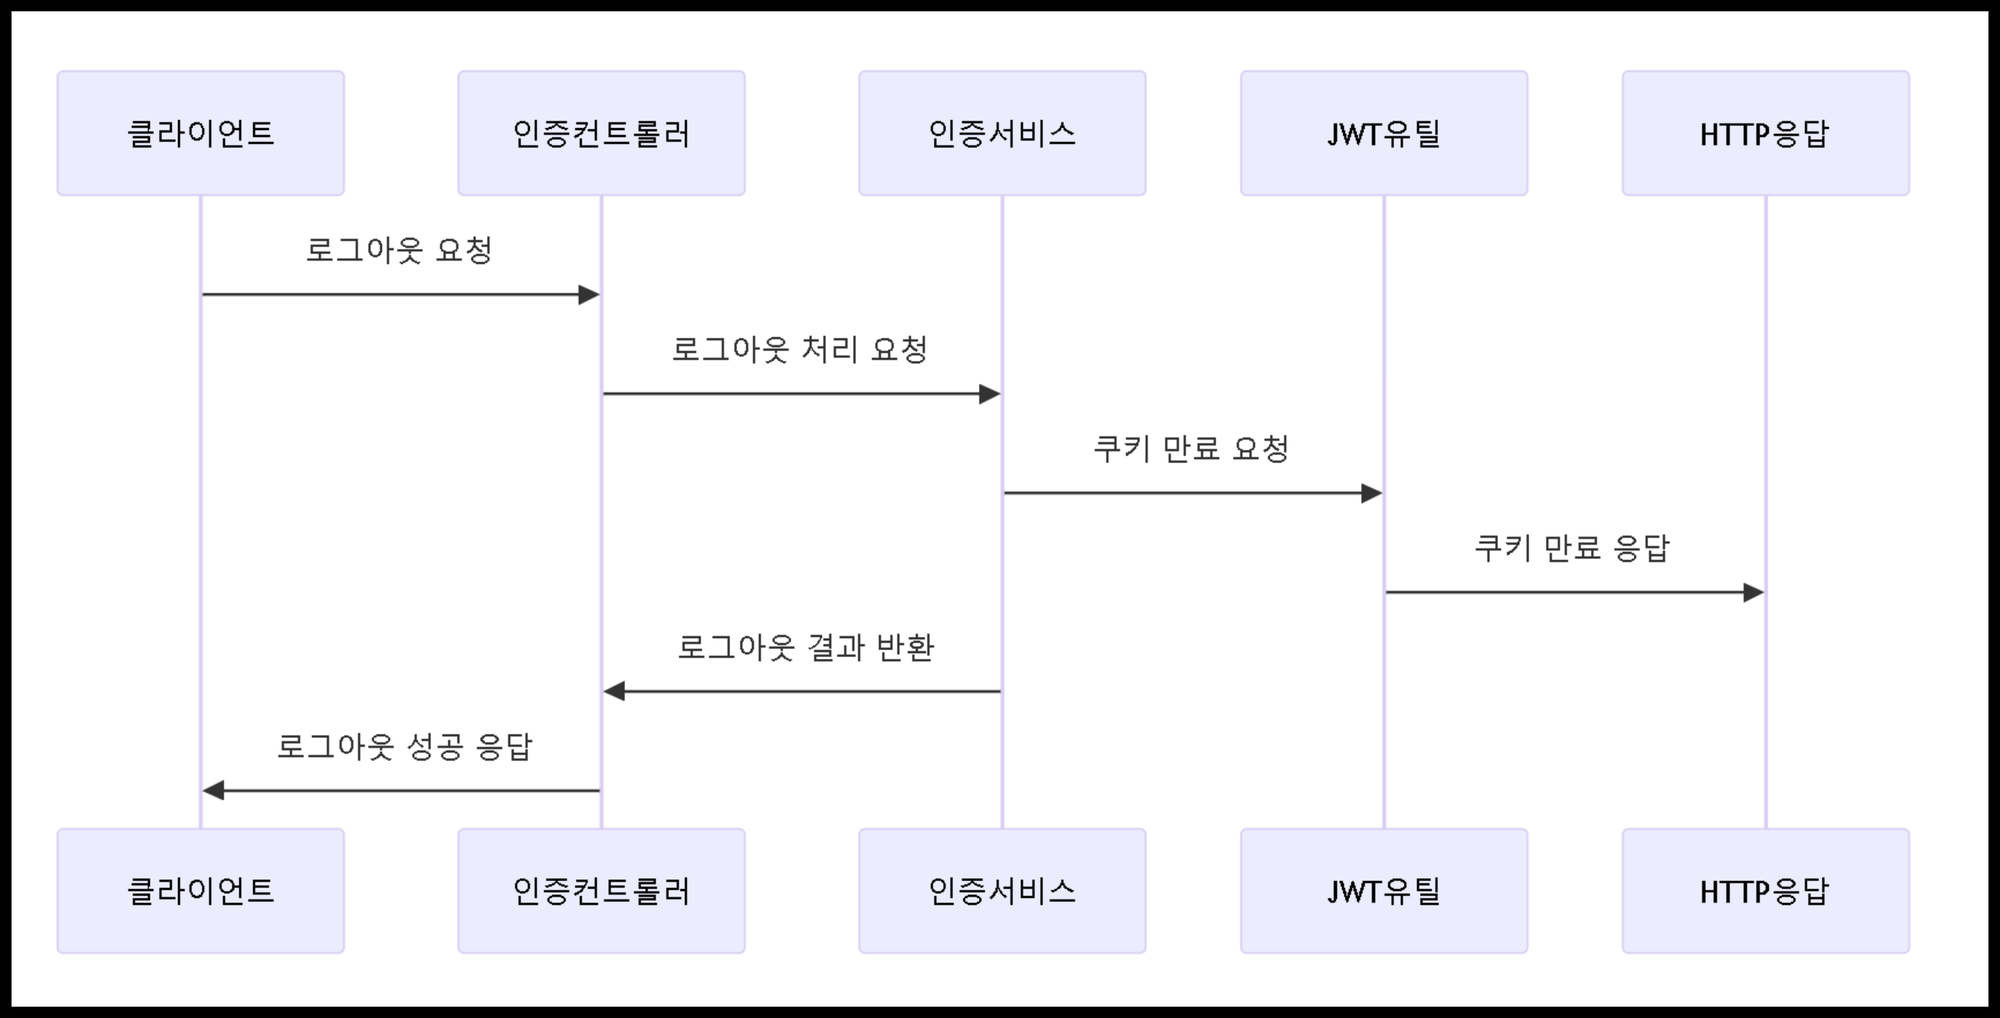 클라이언트
인증컨트롤러
인증서비스
JWT유틸
HTTP응답
로그아웃 요청
로그아웃 처리 요청
쿠키 만료 요청
쿠키 만료 응답
로그아웃 결과 반환
로그아웃 성공 응답
클라이언트
인증컨트롤러
인증서비스
JWT유틸
HTTP응답